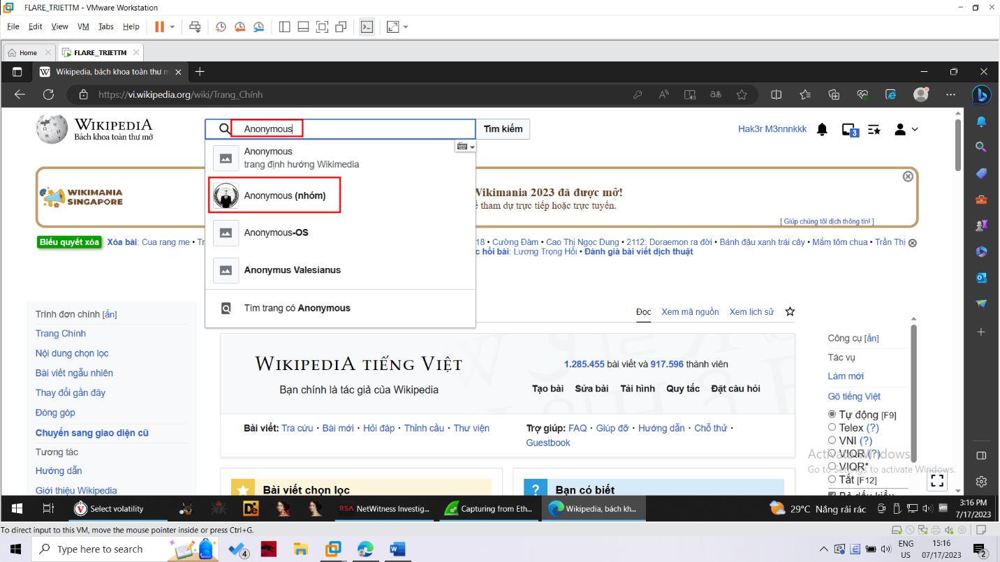 FLARE_TRIETTM - VMware Workstation
File Edit View VM Tabs Help
Home
FLARE_TRIETTM
Wikipedia, bách khoa toàn thư m
https://vi.wikipedia.org/wiki/Trang_Chính
WIKIPEDIA
Bách khoa toàn thư mở
Anonymous
Tìm kiếm
Hak3r M3nnnkkk
3
Anonymous
trang định hướng Wikimedia
Anonymous (nhóm)
Anonymous-OS
Anonymus Valesianus
Tìm trang có Anonymous
WIKIMANIA
SINGAPORE
Wikimania 2023 đã được mở!
tham dự trực tiếp hoặc trực tuyến.
[ Giúp chúng tôi dịch thông tin! ]
Biểu quyết xóa Xóa bài: Cua rang me • Tr
18 • Cường Đàm • Cao Thị Ngọc Dung • 2112: Doraemon ra đời • Bánh đậu xanh trái cây • Mắm tôm chua • Trần Thị
c hồi bài: Lương Trọng Hối • Đánh giá bài viết dịch thuật
Trình đơn chính [ẩn]
Trang Chính
Nội dung chọn lọc
Bài viết ngẫu nhiên
Thay đổi gần đây
Đóng góp
Chuyển sang giao diện cũ
Tương tác
Hướng dẫn
Giới thiệu Wikipedia
Đọc Xem mã nguồn Xem lịch sử
WIKIPEDIA TIẾNG VIỆT
Bạn chính là tác giả của Wikipedia
1.285.455 bài viết và 917.596 thành viên
Tạo bài Sửa bài Tải hình Quy tắc Đặt câu hỏi
Bài viết: Tra cứu · Bài mới · Hỏi đáp · Thỉnh cầu · Thư viện
Trợ giúp: FAQ · Giúp đỡ · Hướng dẫn · Chỗ thử ·
Guestbook
Bài viết chọn lọc
Bạn có biết
Công cụ [ẩn]
Tác vụ
Làm mới
Gõ tiếng Việt
Tự động [F9]
Telex (?)
VNI (?)
VIQR (?)
VIQR*
Tắt [F12]
Bỏ dấu kiểu
Activate Windows
Go to Settings to activate Windows.
Select volatility
RSA NetWitness Investig...
Capturing from Eth...
Wikipedia, bách kh...
29°C Nắng rải rác
3:16 PM
7/17/2023
To direct input to this VM, move the mouse pointer inside or press Ctrl+G.
Type here to search
4
ENG
US
15:16
07/17/2023
2